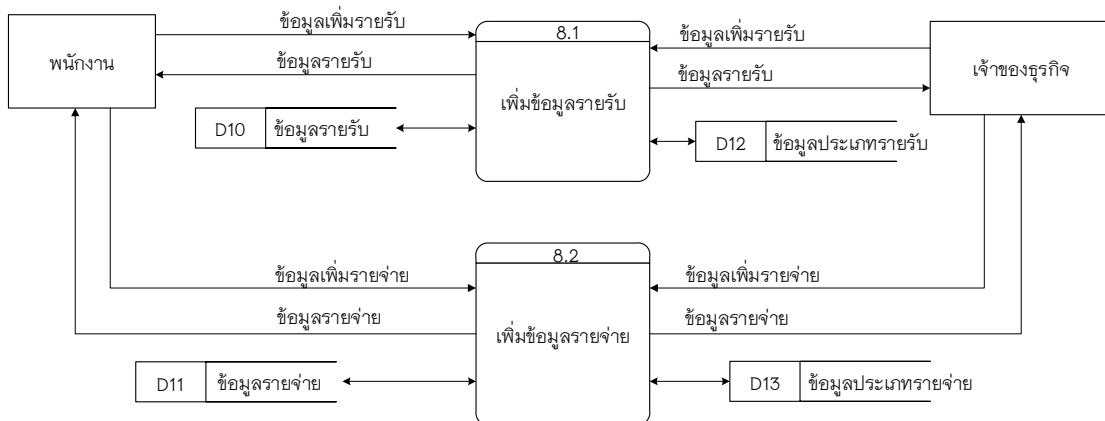 ข้อมูลเพิ่มรายรับ
8.1
ข้อมูลเพิ่มรายรับ
พนักงาน
ข้อมูลรายรับ
ข้อมูลรายรับ
เจ้าของธุรกิจ
เพิ่มข้อมูลรายรับ
D10 ข้อมูลรายรับ
D12 ข้อมูลประเภทรายรับ
8.2
ข้อมูลเพิ่มรายจ่าย
ข้อมูลเพิ่มรายจ่าย
ข้อมูลรายจ่าย
ข้อมูลรายจ่าย
เพิ่มข้อมูลรายจ่าย
D11 ข้อมูลรายจ่าย
D13 ข้อมูลประเภทรายจ่าย